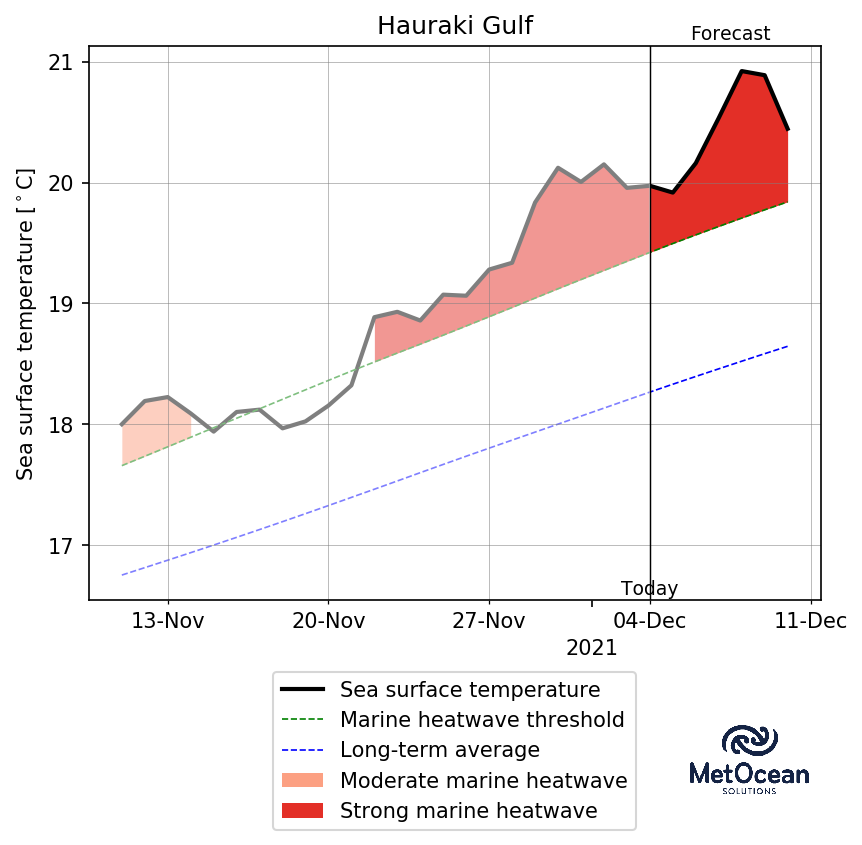 Hauraki Gulf
Forecast
Sea surface temperature [°C]
21
20
19
18
17
Today
13-Nov
20-Nov
27-Nov
04-Dec
11-Dec
2021
Sea surface temperature
Marine heatwave threshold
Long-term average
Moderate marine heatwave
Strong marine heatwave
MetOcean
SOLUTIONS